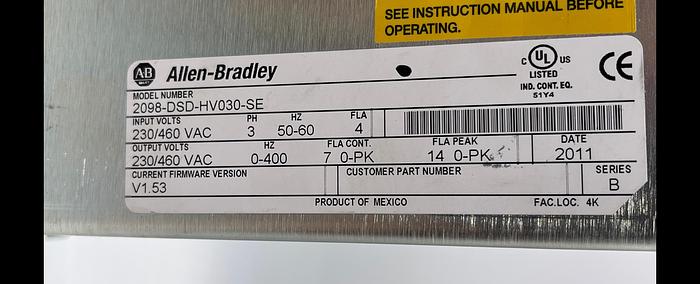 SEE INSTRUCTION MANUAL BEFORE
OPERATING.
AB Allen-Bradley
C UL US
LISTED
IND. CONT. EQ.
51Y4
CE
MODEL NUMBER
2098-DSD-HV030-SE
INPUT VOLTS PH HZ FLA
230/460 VAC 3 50-60 4
OUTPUT VOLTS HZ FLA CONT. FLA PEAK DATE
230/460 VAC 0-400 7 0-PK 14 0-PK 2011
CURRENT FIRMWARE VERSION CUSTOMER PART NUMBER SERIES
V1.53 B
PRODUCT OF MEXICO FAC.LOC. 4K